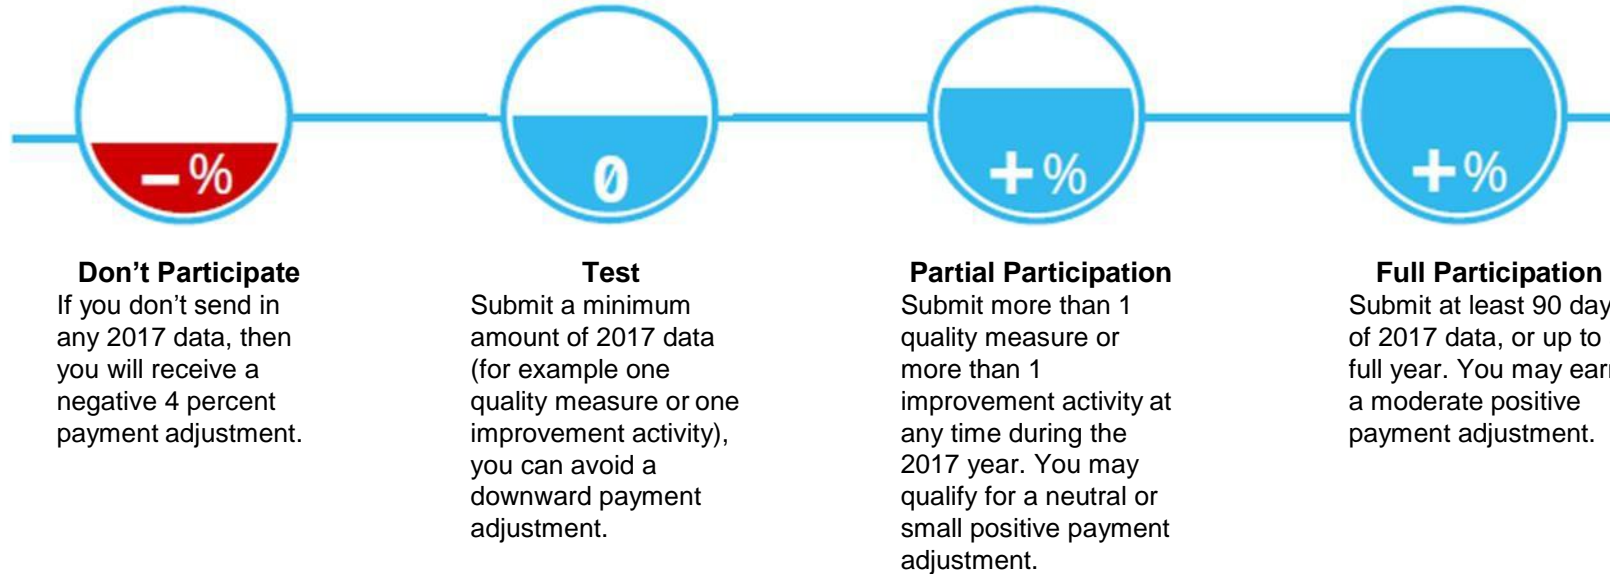 -%
0
+%
+%
Don't Participate
If you don't send in
any 2017 data, then
you will receive a
negative 4 percent
payment adjustment.
Test
Submit a minimum
amount of 2017 data
(for example one
quality measure or one
improvement activity),
you can avoid a
downward payment
adjustment.
Partial Participation
Submit more than 1
quality measure or
more than 1
improvement activity at
any time during the
2017 year. You may
qualify for a neutral or
small positive payment
adjustment.
Full Participation
Submit at least 90 day
of 2017 data, or up to
full year. You may ear
a moderate positive
payment adjustment.